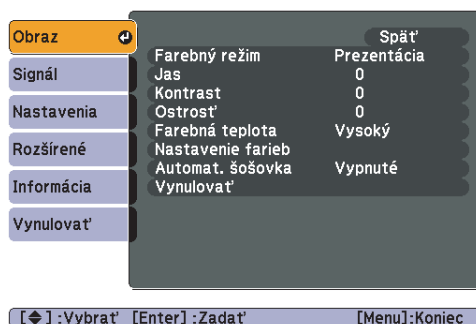 Obraz
Signál
Nastavenia
Rozšírené
Informácia
Vynulovať
Späť
Farebný režim Prezentácia
Jas 0
Kontrast 0
Ostrosť 0
Farebná teplota Vysoký
Nastavenie farieb
Automat. šošovka Vypnuté
Vynulovať
[◆] :Vybrať [Enter] :Zadať [Menu]:Koniec